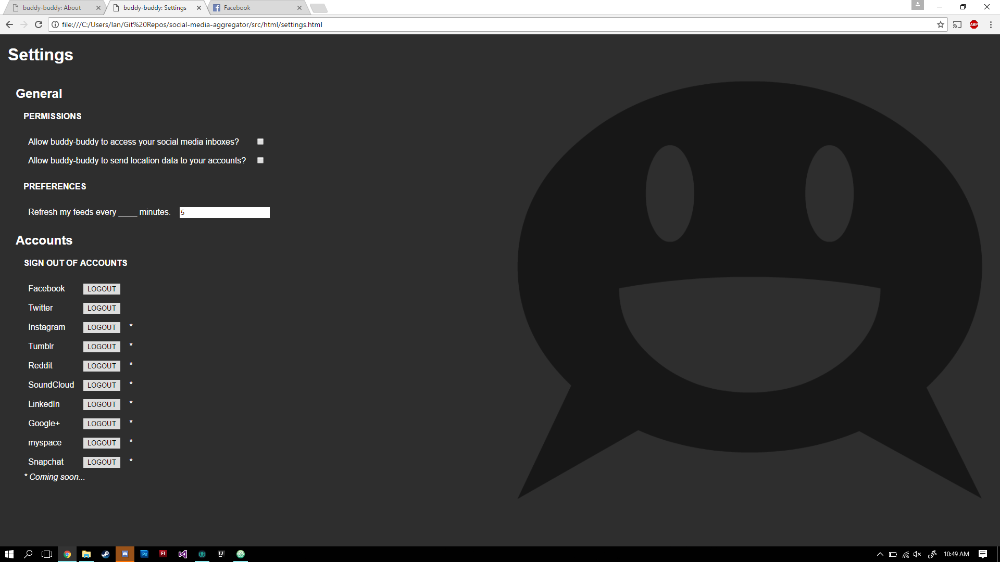 buddy-buddy: About
buddy-buddy: Settings
Facebook
file:///C:/Users/Ian/Git%20Repos/social-media-aggregator/src/html/settings.html
ABP
Settings
General
PERMISSIONS
Allow buddy-buddy to access your social media inboxes?
Allow buddy-buddy to send location data to your accounts?
PREFERENCES
Refresh my feeds every ____ minutes. 5
Accounts
SIGN OUT OF ACCOUNTS
Facebook LOGOUT
Twitter LOGOUT
Instagram LOGOUT *
Tumblr LOGOUT *
Reddit LOGOUT *
SoundCloud LOGOUT *
LinkedIn LOGOUT *
Google+ LOGOUT *
myspace LOGOUT *
Snapchat LOGOUT *
* Coming soon...
Ps
Fl
IJ
10:49 AM